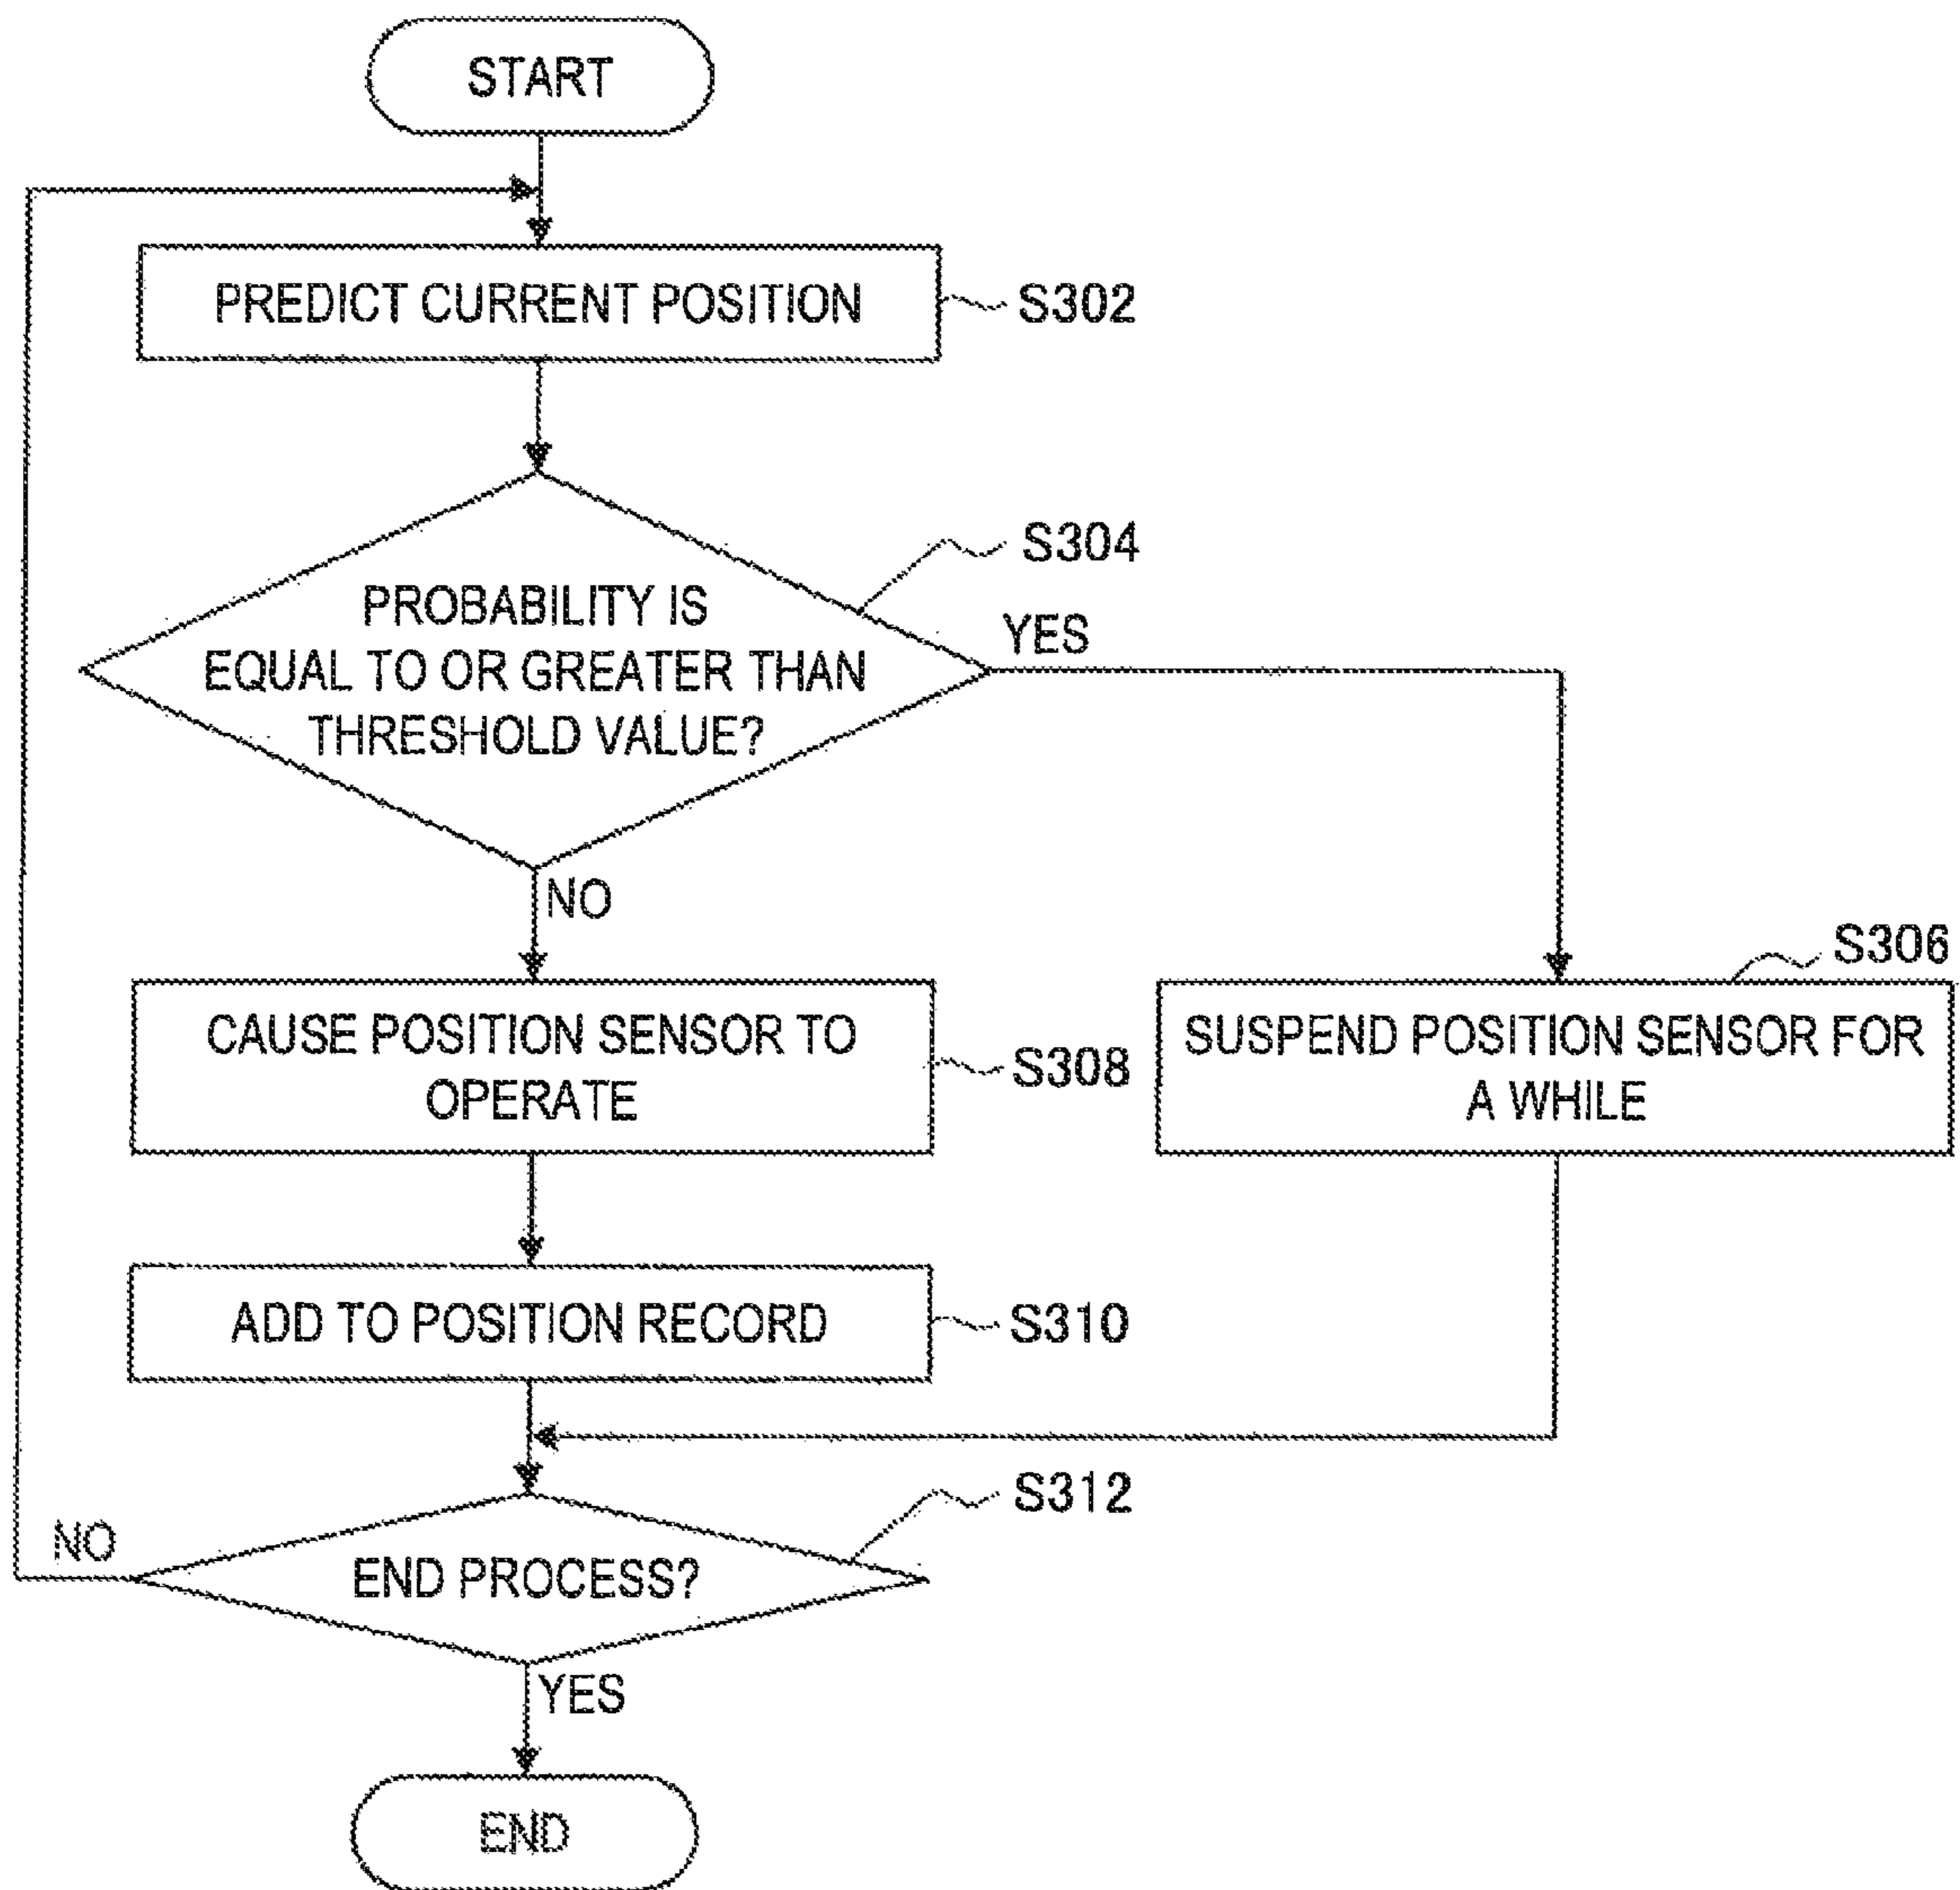 START
PREDICT CURRENT POSITION
S302
S304
PROBABILITY IS
EQUAL TO OR GREATER THAN
THRESHOLD VALUE?
YES
NO
S306
CAUSE POSITION SENSOR TO
OPERATE
S308
SUSPEND POSITION SENSOR FOR
A WHILE
ADD TO POSITION RECORD
S310
S312
NO
END PROCESS?
YES
END